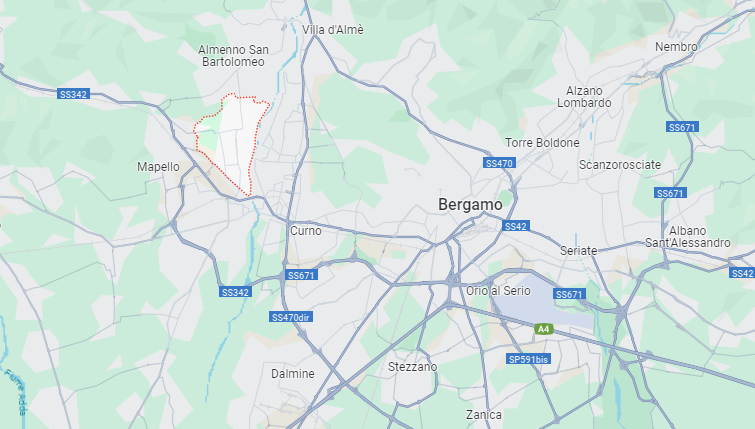 Villa d'Almè
Almenno San
Bartolomeo
Nembro
SS342
Alzano
Lombardo
SS671
Torre Boldone
SS470
Mapello
Scanzorosciate
SS671
Bergamo
SS42
Curno
Albano
Sant'Alessandro
Seriate
SS671
SS42
SS342
Orio al Serio
SS671
SS470dir
A4
SP591bis
Dalmine
Stezzano
Fiume Adda
Zanica